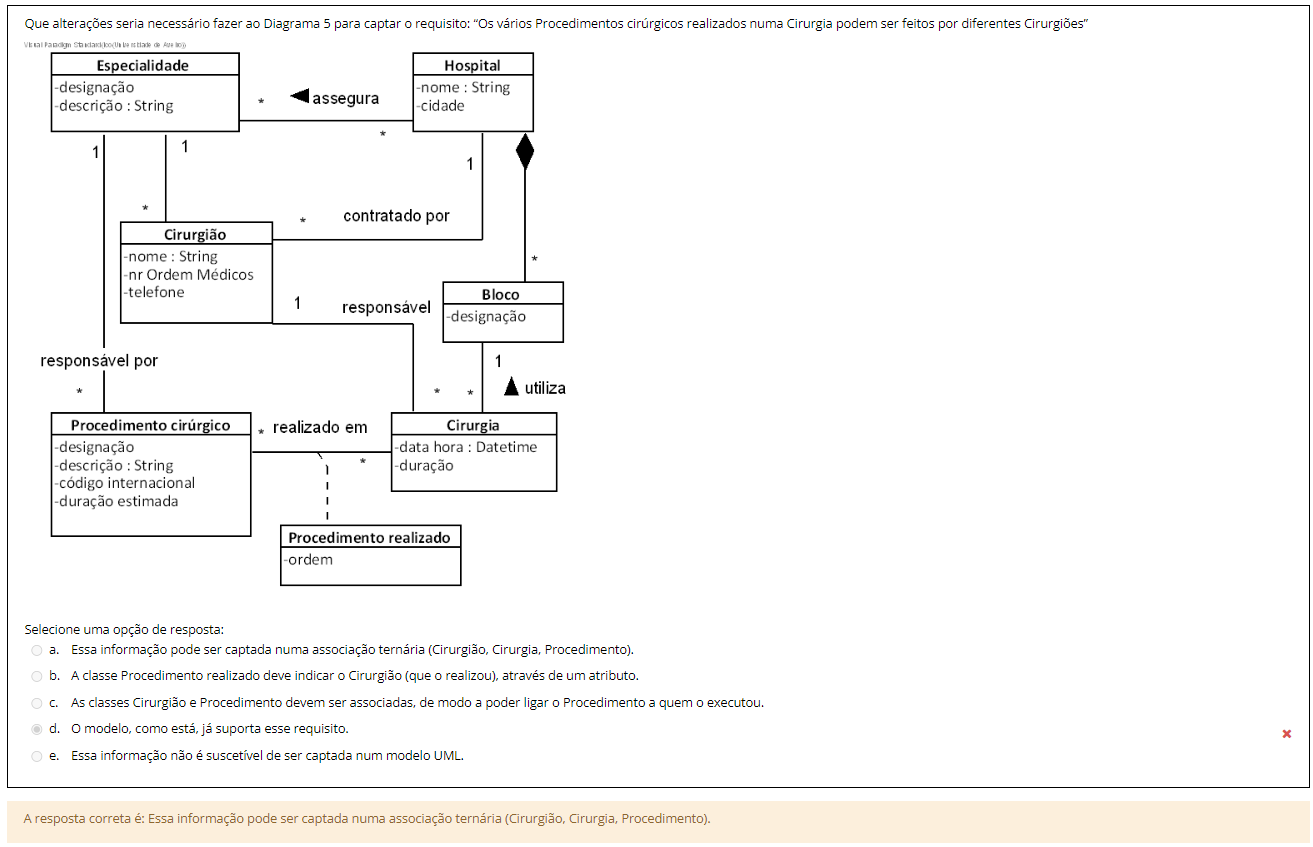 Que alterações seria necessário fazer ao Diagrama 5 para captar o requisito: “Os vários Procedimentos cirúrgicos realizados numa Cirurgia podem ser feitos por diferentes Cirurgiões”
Visual Paradigm Standard(ico(Universidade de Aveiro))
Especialidade
-designação
-descrição : String
Hospital
-nome : String
-cidade
* ◀ assegura
*
1
1
1
*
* contratado por
Cirurgião
-nome : String
-nr Ordem Médicos
-telefone
*
Bloco
-designação
1 responsável
responsável por
1
▲ utiliza
*
* *
Procedimento cirúrgico
-designação
-descrição : String
-código internacional
-duração estimada
* realizado em
*
Cirurgia
-data hora : Datetime
-duração
Procedimento realizado
-ordem
Selecione uma opção de resposta:
a. Essa informação pode ser captada numa associação ternária (Cirurgião, Cirurgia, Procedimento).
b. A classe Procedimento realizado deve indicar o Cirurgião (que o realizou), através de um atributo.
c. As classes Cirurgião e Procedimento devem ser associadas, de modo a poder ligar o Procedimento a quem o executou.
d. O modelo, como está, já suporta esse requisito.
e. Essa informação não é suscetível de ser captada num modelo UML.
A resposta correta é: Essa informação pode ser captada numa associação ternária (Cirurgião, Cirurgia, Procedimento).